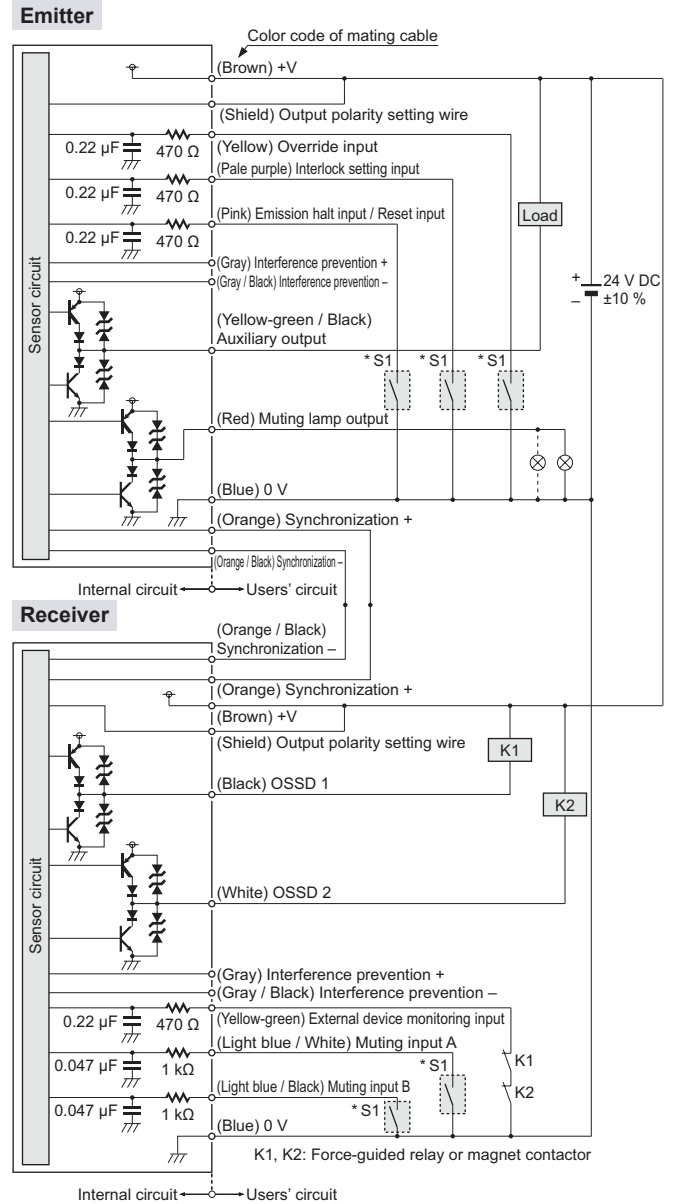 Emitter
Color code of mating cable
(Brown) +V
(Shield) Output polarity setting wire
0.22 µF
470 Ω
(Yellow) Override input
(Pale purple) Interlock setting input
0.22 µF
470 Ω
(Pink) Emission halt input / Reset input
0.22 µF
470 Ω
Load
(Gray) Interference prevention +
(Gray / Black) Interference prevention –
+
–
24 V DC
±10 %
Sensor circuit
(Yellow-green / Black)
Auxiliary output
* S1
* S1
* S1
(Red) Muting lamp output
(Blue) 0 V
(Orange) Synchronization +
(Orange / Black) Synchronization –
Internal circuit
Users' circuit
Receiver
(Orange / Black)
Synchronization –
(Orange) Synchronization +
(Brown) +V
(Shield) Output polarity setting wire
K1
(Black) OSSD 1
K2
Sensor circuit
(White) OSSD 2
(Gray) Interference prevention +
(Gray / Black) Interference prevention –
0.22 µF
470 Ω
(Yellow-green) External device monitoring input
(Light blue / White) Muting input A
0.047 µF
1 kΩ
* S1
K1
(Light blue / Black) Muting input B
0.047 µF
1 kΩ
* S1
K2
(Blue) 0 V
K1, K2: Force-guided relay or magnet contactor
Internal circuit
Users' circuit